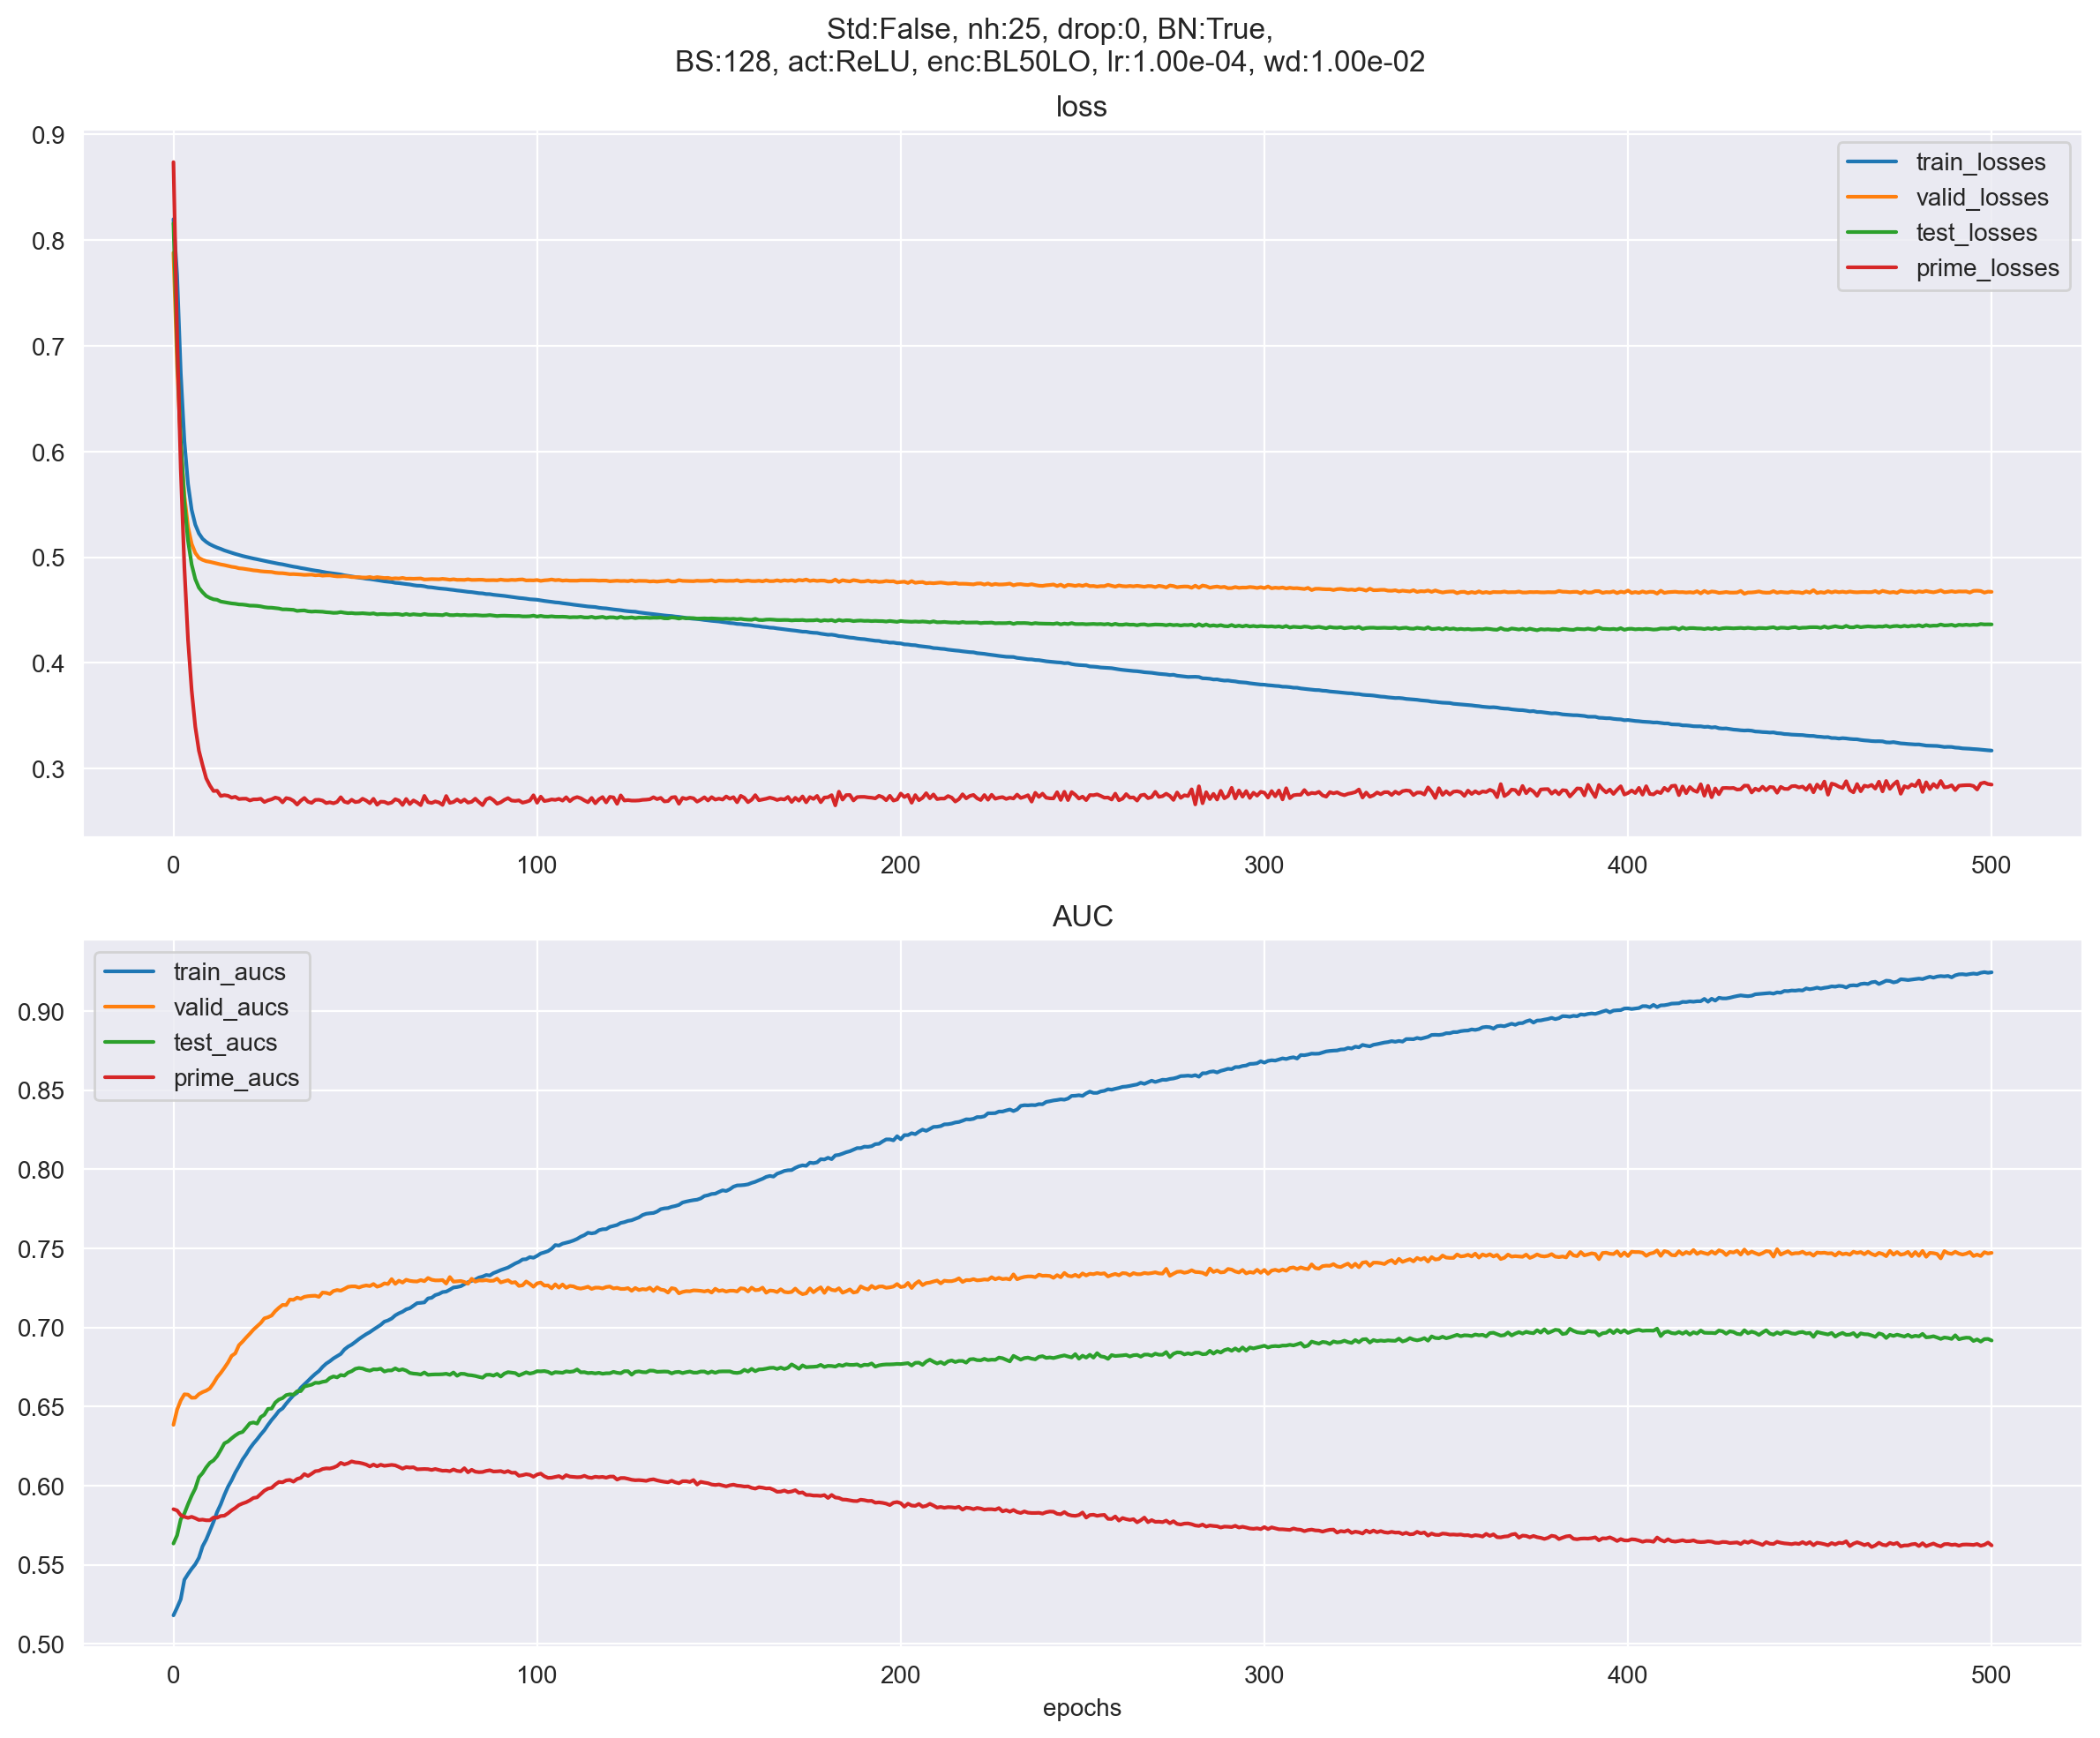 Std:False, nh:25, drop:0, BN:True,
BS:128, act:ReLU, enc:BL50LO, lr:1.00e-04, wd:1.00e-02
loss
0.9
0.8
0.7
0.6
0.5
0.4
0.3
train_losses
valid_losses
test_losses
prime_losses
0 100 200 300 400 500
AUC
0.90
0.85
0.80
0.75
0.70
0.65
0.60
0.55
0.50
train_aucs
valid_aucs
test_aucs
prime_aucs
0 100 200 300 400 500
epochs